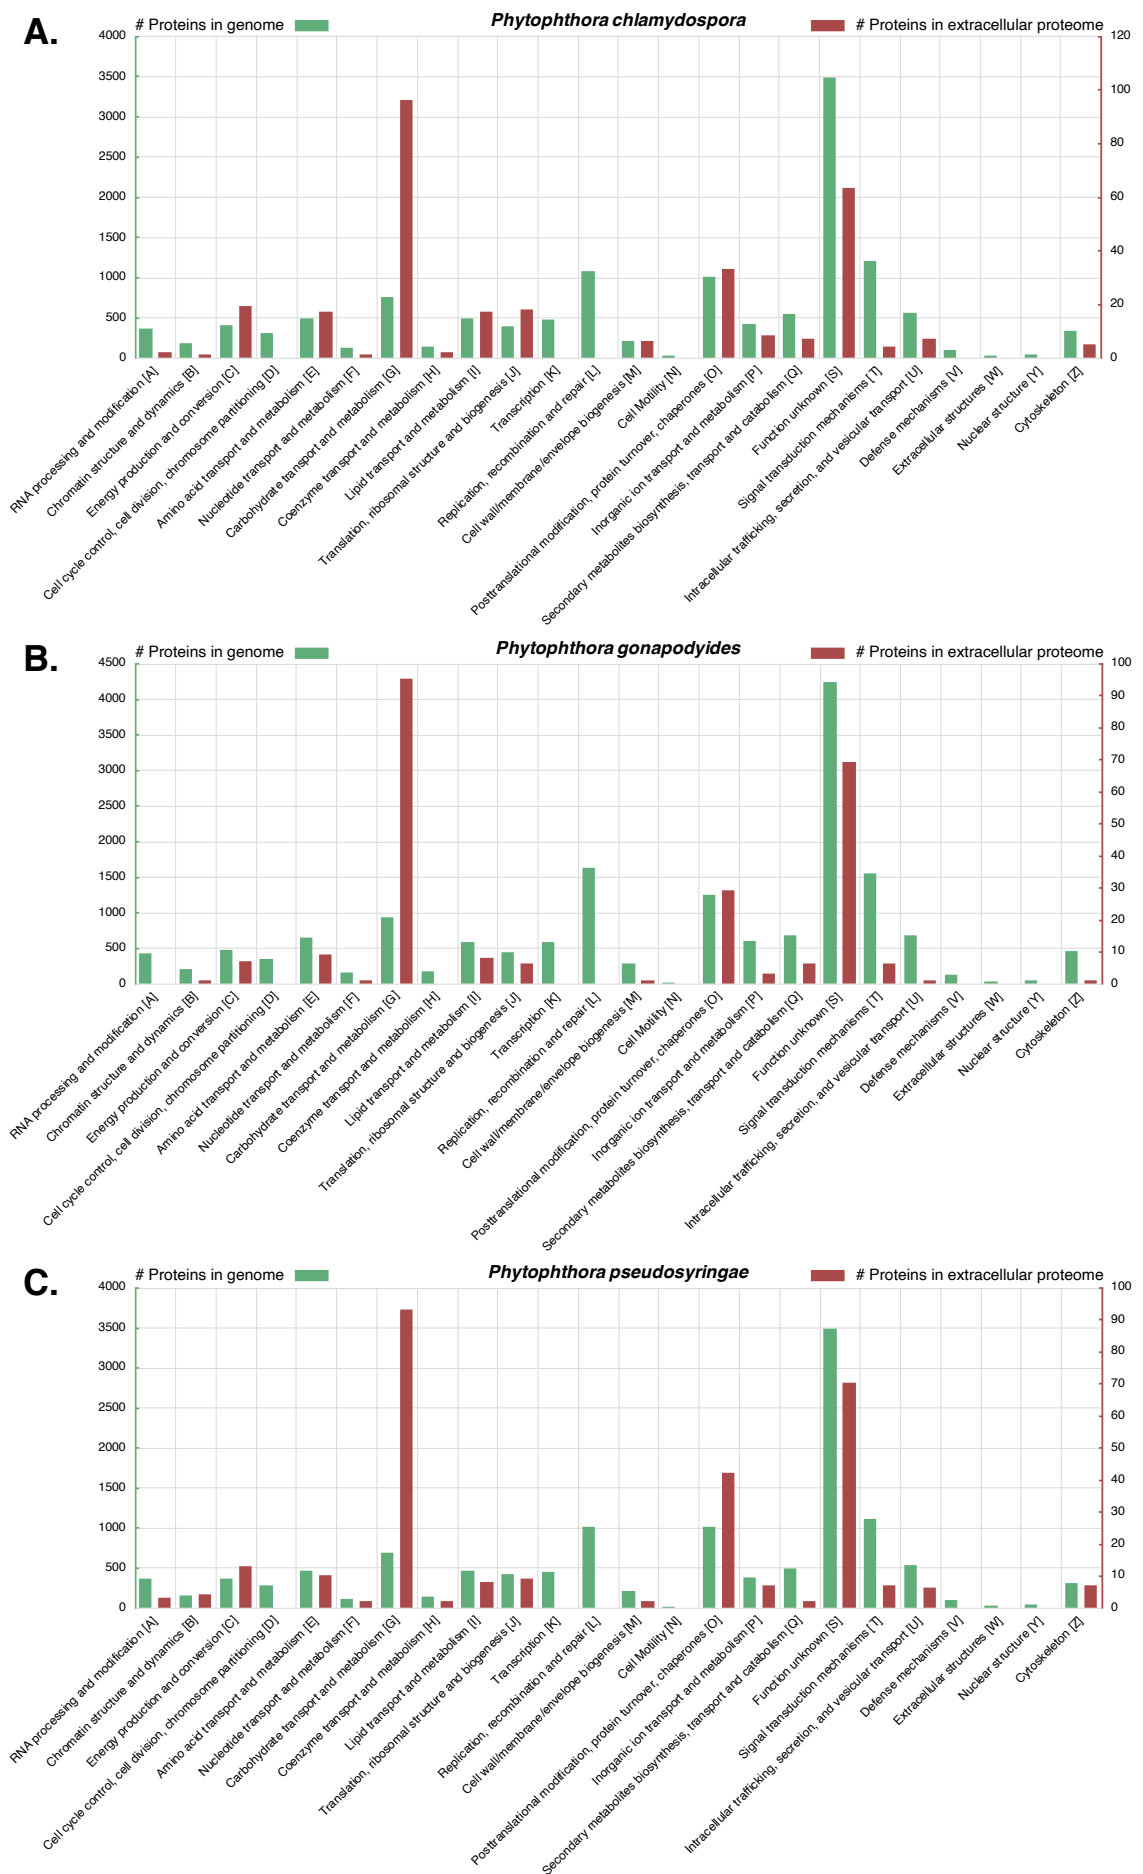 A.
# Proteins in genome
Phytophthora chlamydospora
# Proteins in extracellular proteome
4000
3500
3000
2500
2000
1500
1000
500
0
120
100
80
60
40
20
0
RNA processing and modification [A]
Chromatin structure and dynamics [B]
Energy production and conversion [C]
Cell cycle control, cell division, chromosome partitioning [D]
Amino acid transport and metabolism [E]
Nucleotide transport and metabolism [F]
Carbohydrate transport and metabolism [G]
Coenzyme transport and metabolism [H]
Lipid transport and metabolism [I]
Translation, ribosomal structure and biogenesis [J]
Transcription [K]
Replication, recombination and repair [L]
Cell wall/membrane/envelope biogenesis [M]
Cell Motility [N]
Posttranslational modification, protein turnover, chaperones [O]
Inorganic ion transport and metabolism [P]
Secondary metabolites biosynthesis, transport and catabolism [Q]
Function unknown [S]
Signal transduction mechanisms [T]
Intracellular trafficking, secretion, and vesicular transport [U]
Defense mechanisms [V]
Extracellular structures [W]
Nuclear structure [Y]
Cytoskeleton [Z]
B.
# Proteins in genome
Phytophthora gonapodyides
# Proteins in extracellular proteome
4500
4000
3500
3000
2500
2000
1500
1000
500
0
100
90
80
70
60
50
40
30
20
10
0
RNA processing and modification [A]
Chromatin structure and dynamics [B]
Energy production and conversion [C]
Cell cycle control, cell division, chromosome partitioning [D]
Amino acid transport and metabolism [E]
Nucleotide transport and metabolism [F]
Carbohydrate transport and metabolism [G]
Coenzyme transport and metabolism [H]
Lipid transport and metabolism [I]
Translation, ribosomal structure and biogenesis [J]
Transcription [K]
Replication, recombination and repair [L]
Cell wall/membrane/envelope biogenesis [M]
Cell Motility [N]
Posttranslational modification, protein turnover, chaperones [O]
Inorganic ion transport and metabolism [P]
Secondary metabolites biosynthesis, transport and catabolism [Q]
Function unknown [S]
Signal transduction mechanisms [T]
Intracellular trafficking, secretion, and vesicular transport [U]
Defense mechanisms [V]
Extracellular structures [W]
Nuclear structure [Y]
Cytoskeleton [Z]
C.
# Proteins in genome
Phytophthora pseudosyringae
# Proteins in extracellular proteome
4000
3500
3000
2500
2000
1500
1000
500
0
100
90
80
70
60
50
40
30
20
10
0
RNA processing and modification [A]
Chromatin structure and dynamics [B]
Energy production and conversion [C]
Cell cycle control, cell division, chromosome partitioning [D]
Amino acid transport and metabolism [E]
Nucleotide transport and metabolism [F]
Carbohydrate transport and metabolism [G]
Coenzyme transport and metabolism [H]
Lipid transport and metabolism [I]
Translation, ribosomal structure and biogenesis [J]
Transcription [K]
Replication, recombination and repair [L]
Cell wall/membrane/envelope biogenesis [M]
Cell Motility [N]
Posttranslational modification, protein turnover, chaperones [O]
Inorganic ion transport and metabolism [P]
Secondary metabolites biosynthesis, transport and catabolism [Q]
Function unknown [S]
Signal transduction mechanisms [T]
Intracellular trafficking, secretion, and vesicular transport [U]
Defense mechanisms [V]
Extracellular structures [W]
Nuclear structure [Y]
Cytoskeleton [Z]